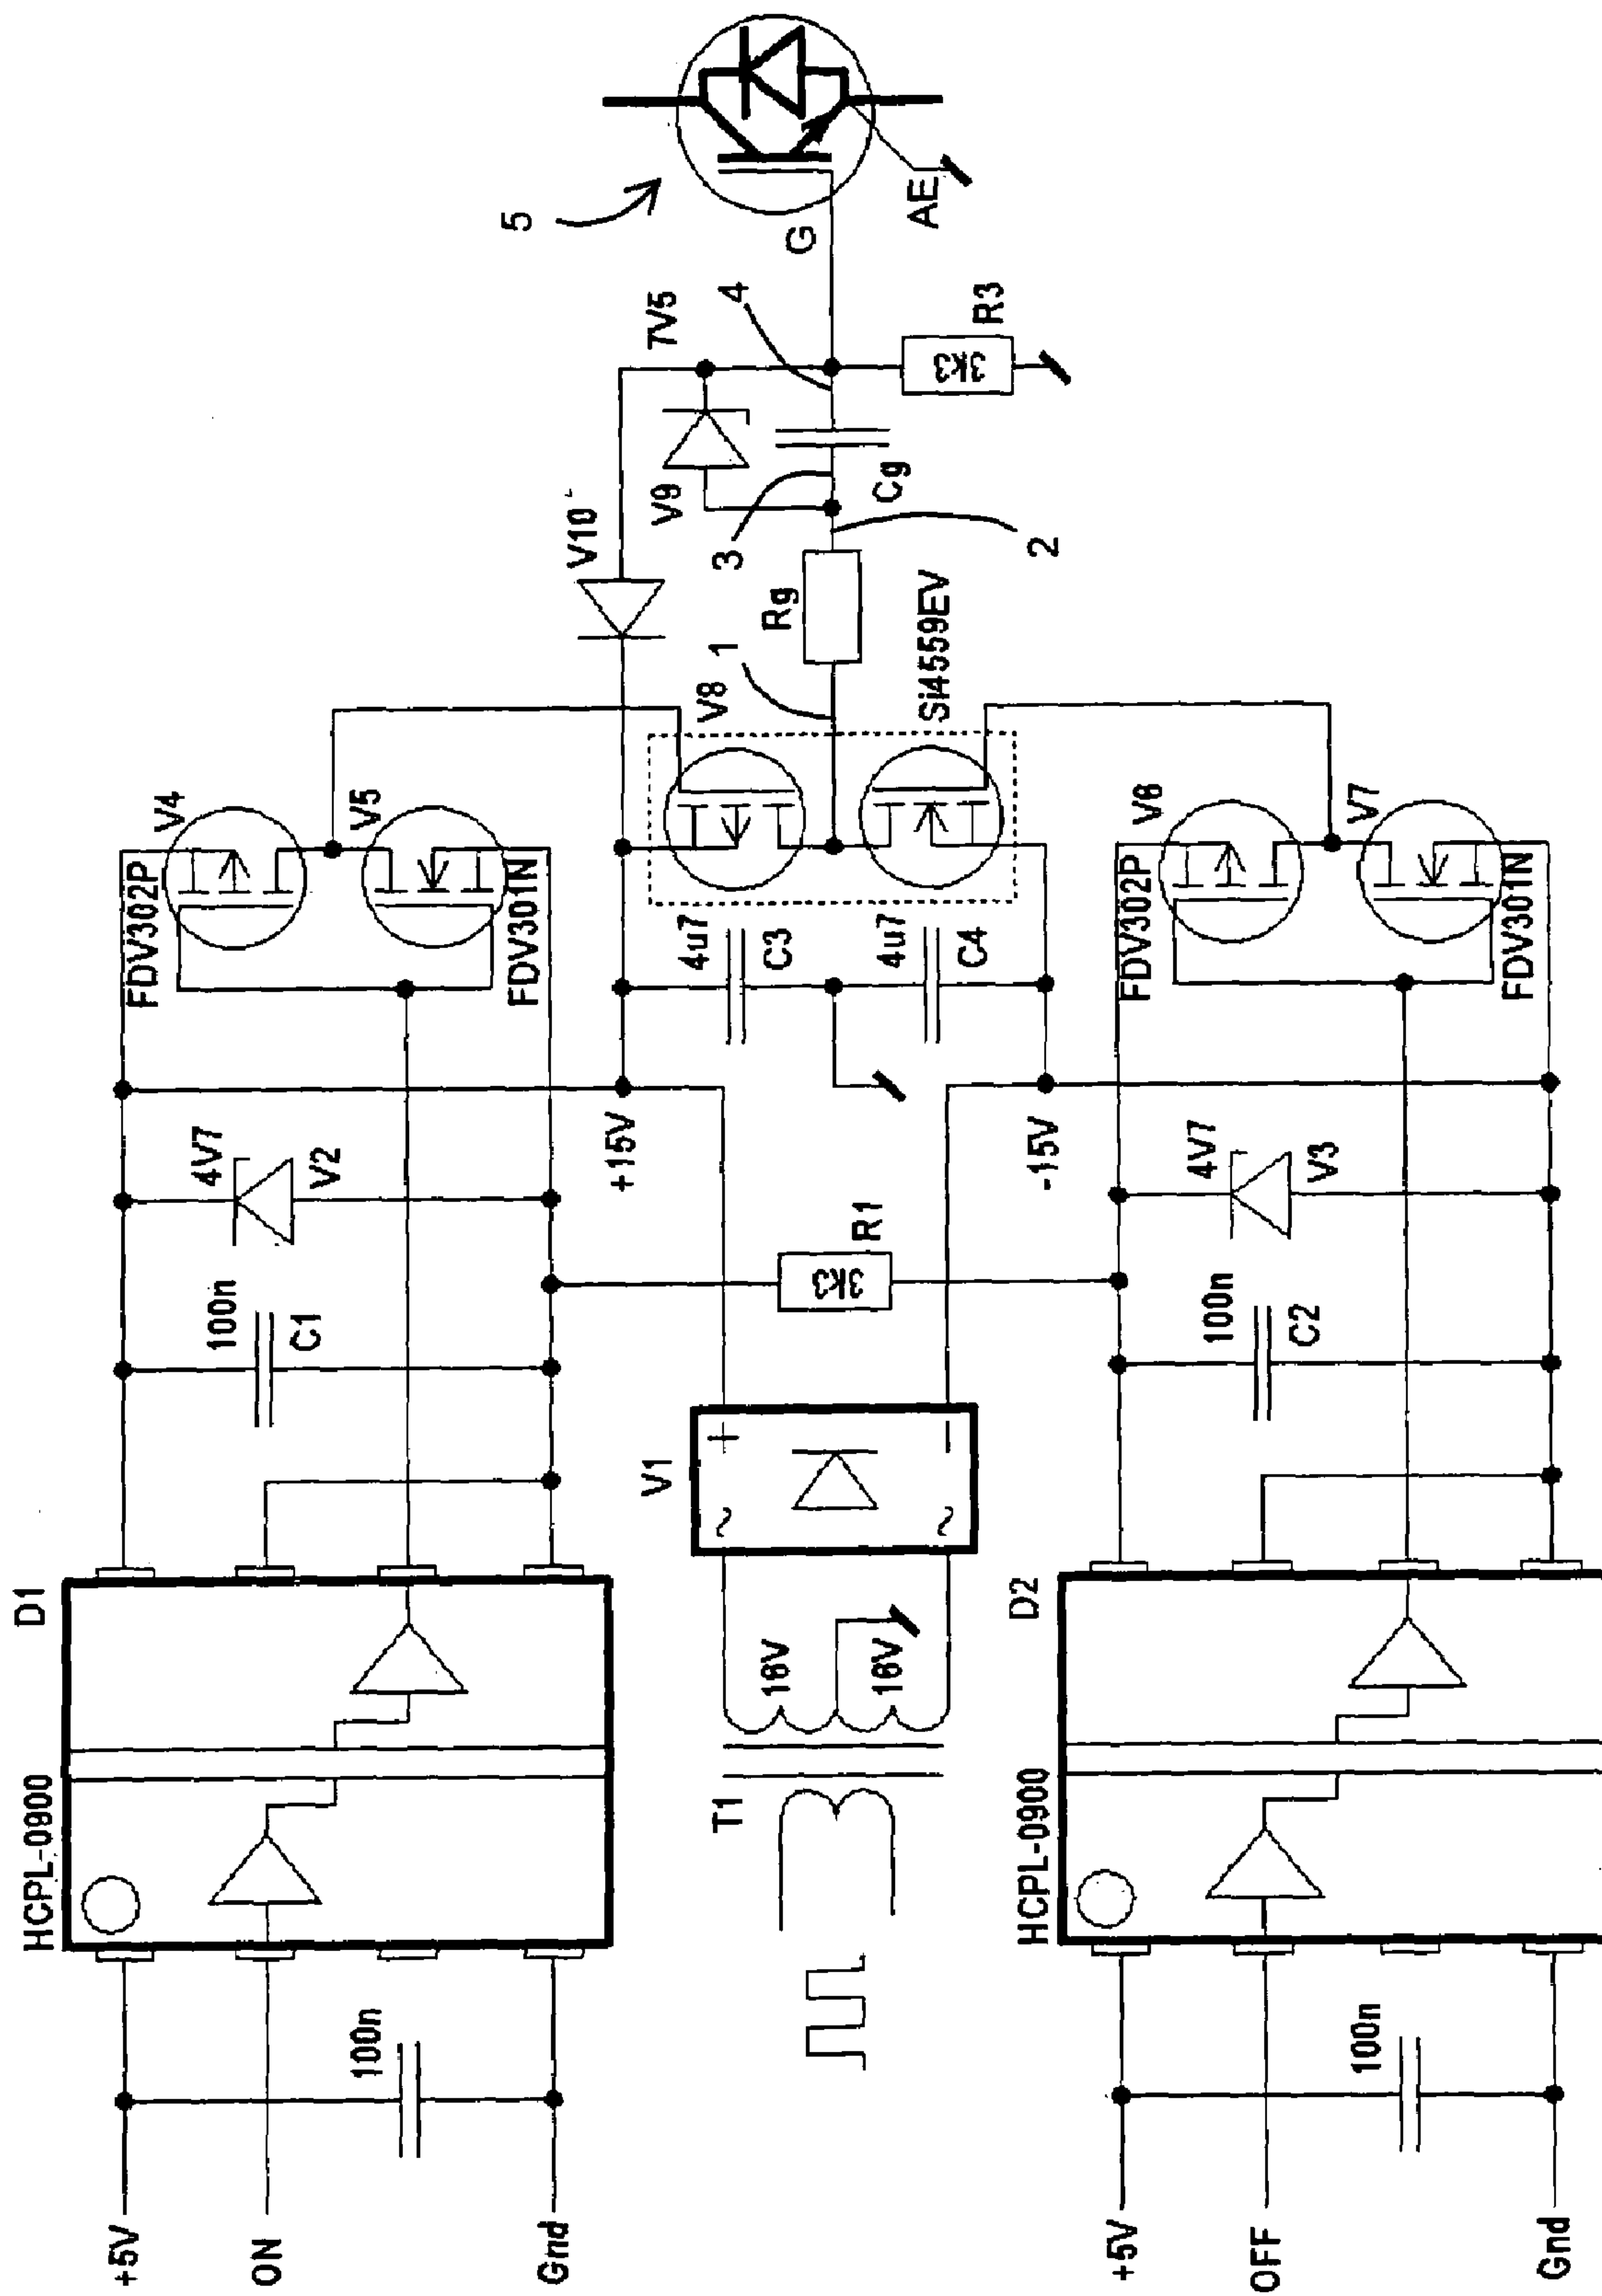 +5V
ON
Gnd
100n
HCPL-0900
D1
100n
C1
4V7
V2
FDV302P
V4
V5
FDV301N
T1
16V
16V
V1
R1
3k3
+15V
-15V
4u7
C3
4u7
C4
V8
Si4559EV
1
Rg
2
3
Cg
4
V10
V9
7V5
R3
3k3
G
5
AE
+5V
OFF
Gnd
100n
HCPL-0900
D2
100n
C2
4V7
V3
FDV302P
V6
V7
FDV301N